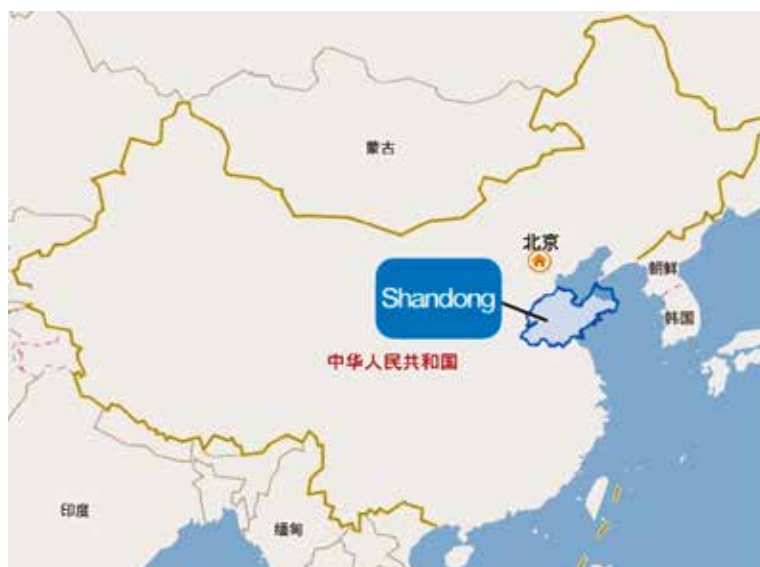 蒙古
北京
朝鲜
Shandong
韩国
中华人民共和国
印度
缅甸